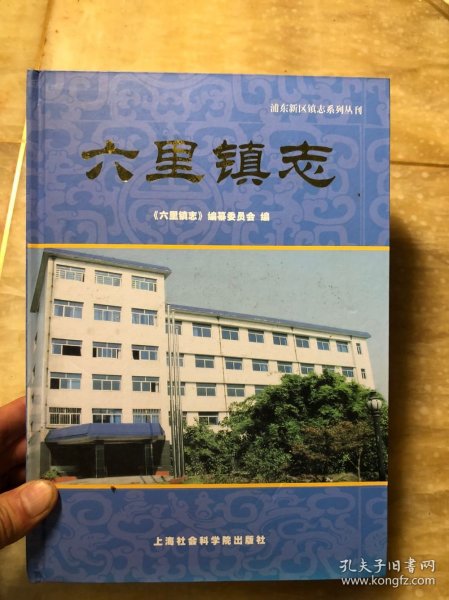 浦东新区镇志系列丛刊
六里镇志
《六里镇志》编纂委员会 编
上海社会科学院出版社
孔夫子旧书网
www.kongfz.com